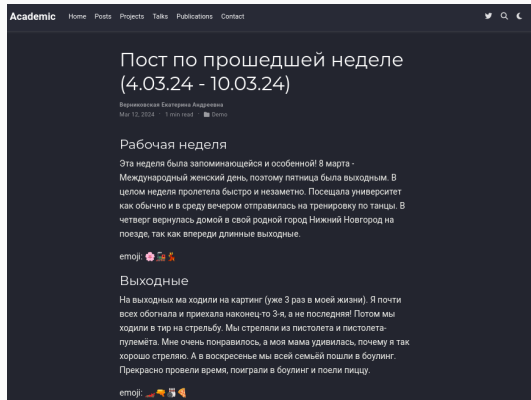 Academic Home Posts Projects Talks Publications Contact
Пост по прошедшей неделе
(4.03.24 - 10.03.24)
Верниковская Екатерина Андреевна
Mar 12, 2024 · 1 min read · Demo
Рабочая неделя
Эта неделя была запоминающейся и особенной! 8 марта -
Международный женский день, поэтому пятница была выходным. В
целом неделя пролетела быстро и незаметно. Посещала университет
как обычно и в среду вечером отправилась на тренировку по танцы. В
четверг вернулась домой в свой родной город Нижний Новгород на
поезде, так как впереди длинные выходные.
emoji: 🌸🚂💃
Выходные
На выходных ма ходили на картинг (уже 3 раз в моей жизни). Я почти
всех обогнала и приехала наконец-то 3-я, а не последняя! Потом мы
ходили в тир на стрельбу. Мы стреляли из пистолета и пистолета-
пулемёта. Мне очень понравилось, а моя мама удивилась, почему я так
хорошо стреляю. А в воскресенье мы всей семьёй пошли в боулинг.
Прекрасно провели время, поиграли в боулинг и поели пиццу.
emoji: 🏎🔫🎳🍕